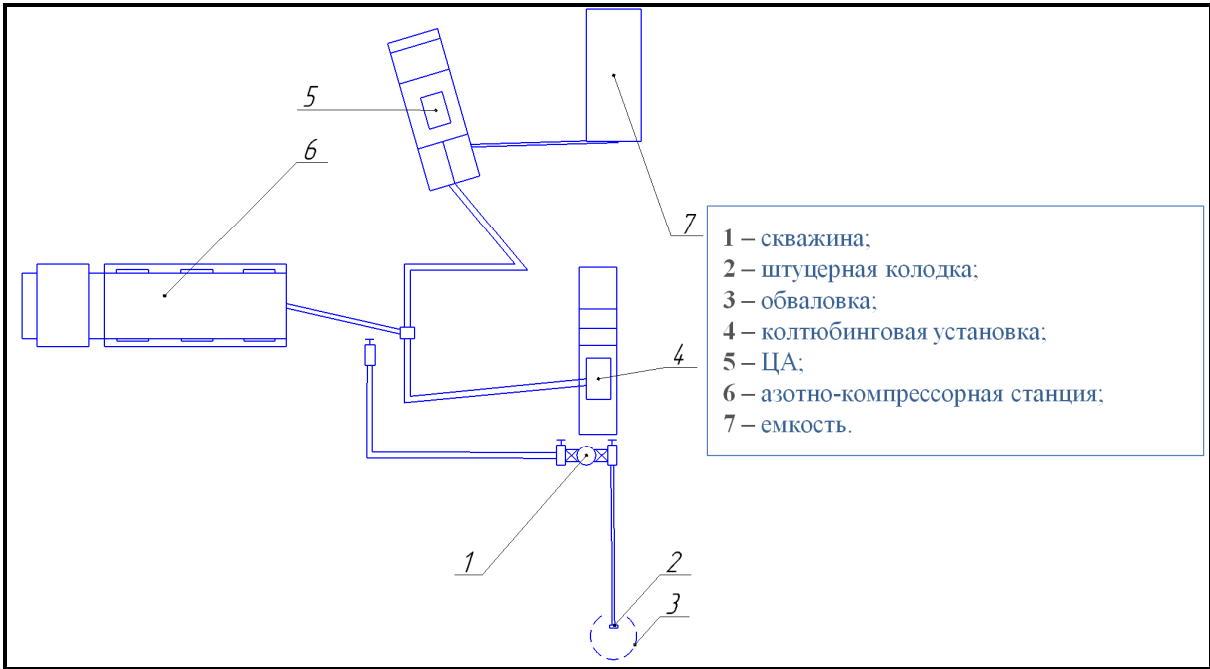 5
6
7
1 – скважина;
2 – штуцерная колодка;
3 – обваловка;
4 – колтюбинговая установка;
5 – ЦА;
6 – азотно-компрессорная станция;
7 – емкость.
4
1
2
3